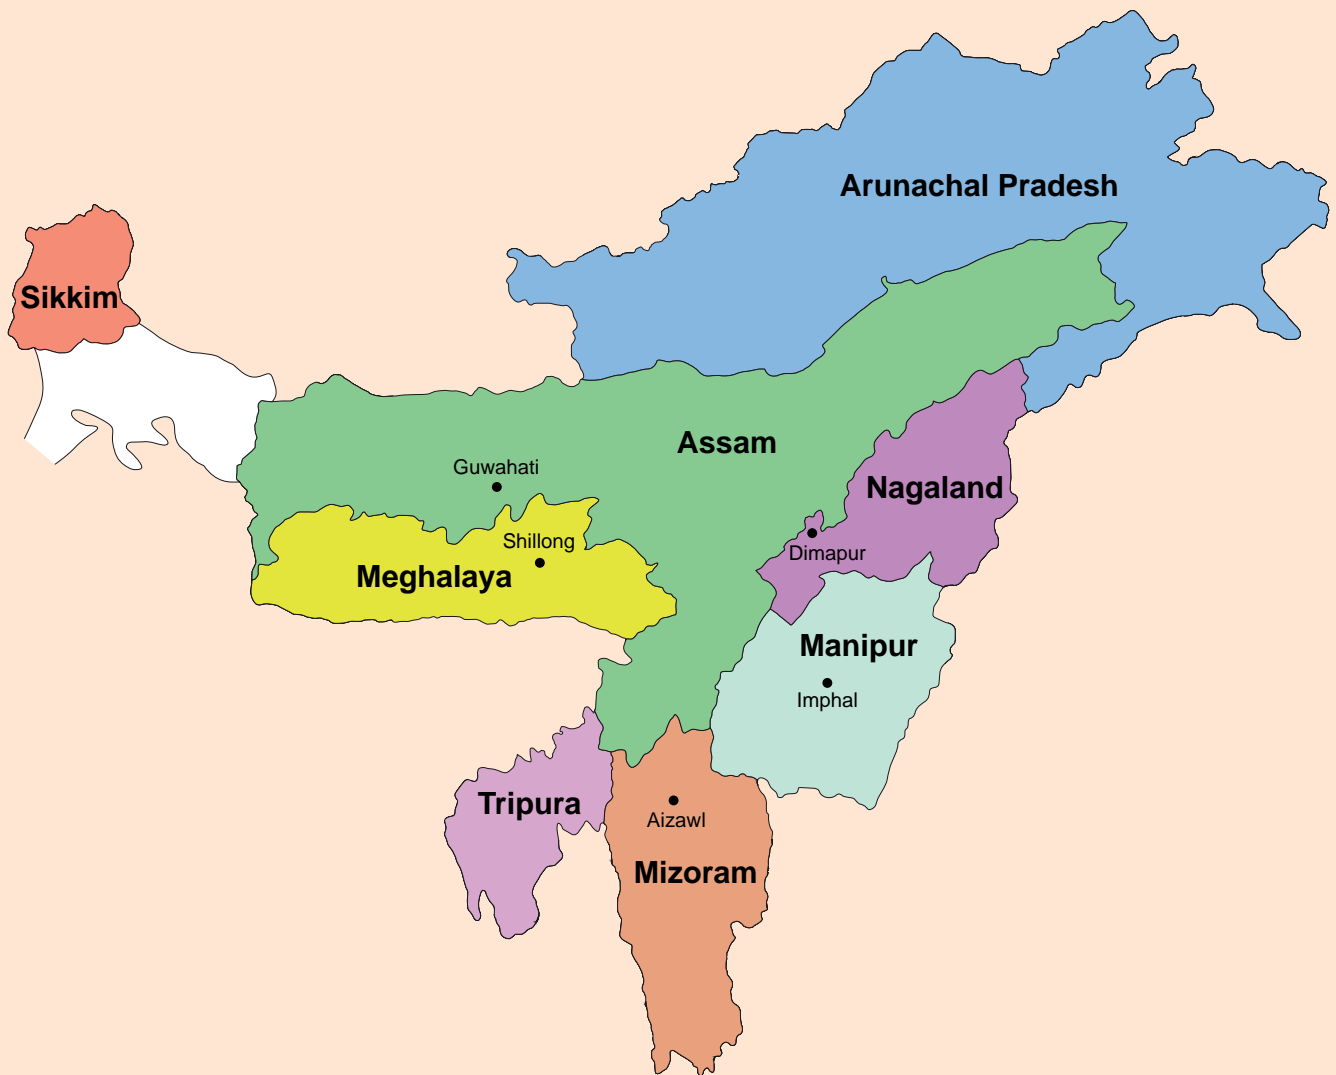 Arunachal Pradesh
Sikkim
Assam
Guwahati
Nagaland
Shillong
Dimapur
Meghalaya
Manipur
Imphal
Tripura
Aizawl
Mizoram